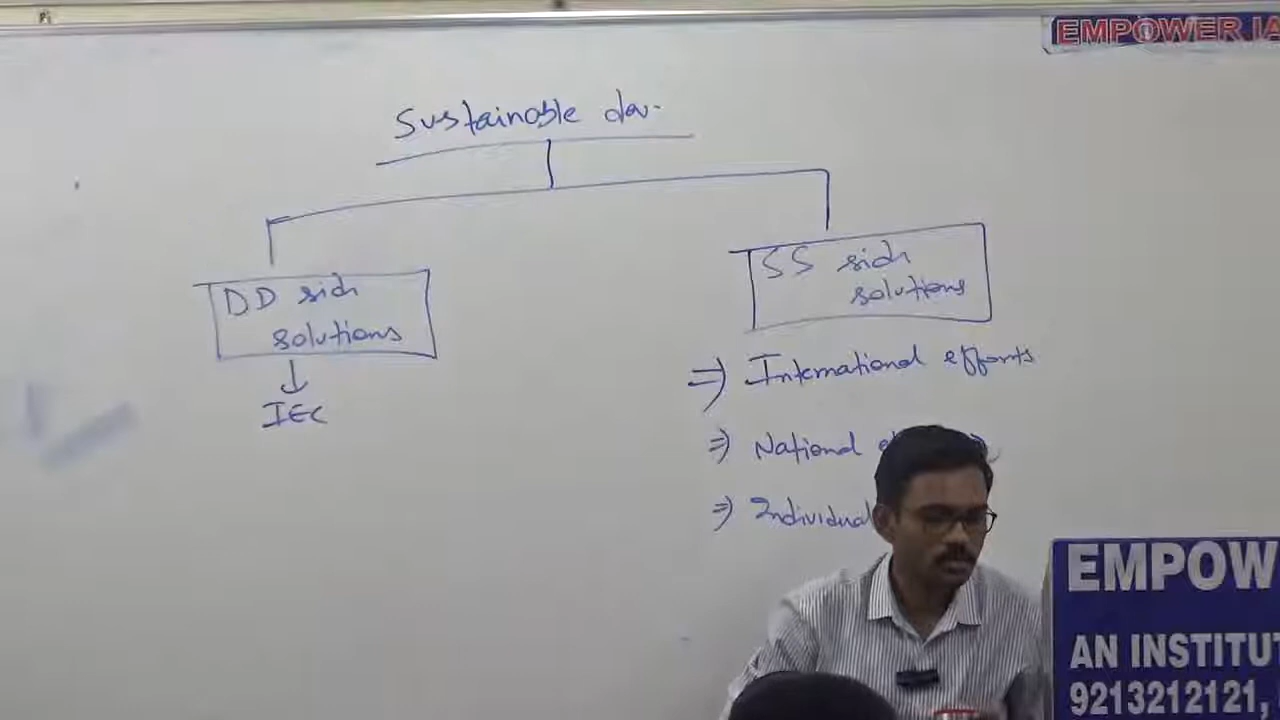 EMPOWER IA
Sustainable dev.
DD side
solutions
IEC
SS side
solutions
⇒ International efforts
⇒ National
⇒ Individual
EMPOW
AN INSTITUT
9213212121,